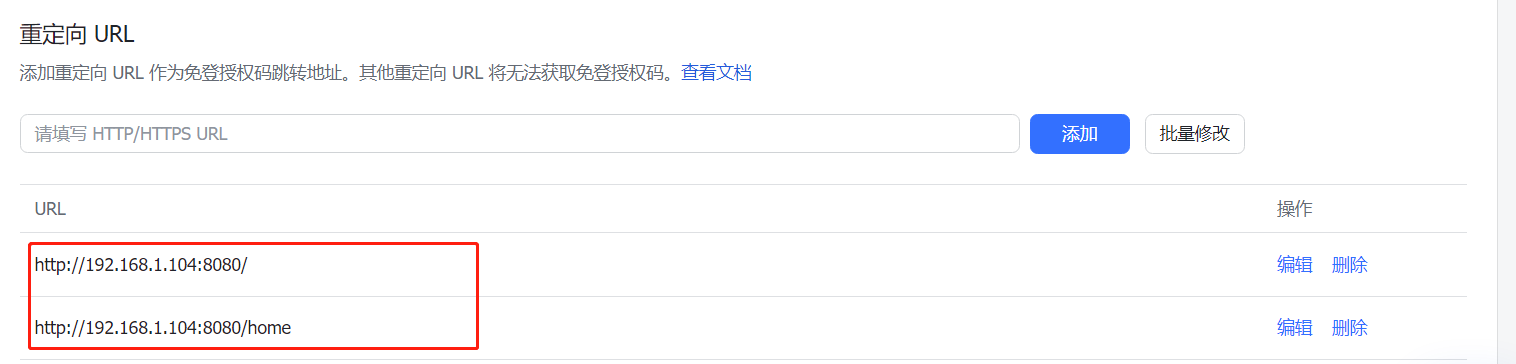 重定向 URL
添加重定向 URL 作为免登授权码跳转地址。其他重定向 URL 将无法获取免登授权码。查看文档
请填写 HTTP/HTTPS URL 添加 批量修改
URL 操作
http://192.168.1.104:8080/ 编辑 删除
http://192.168.1.104:8080/home 编辑 删除